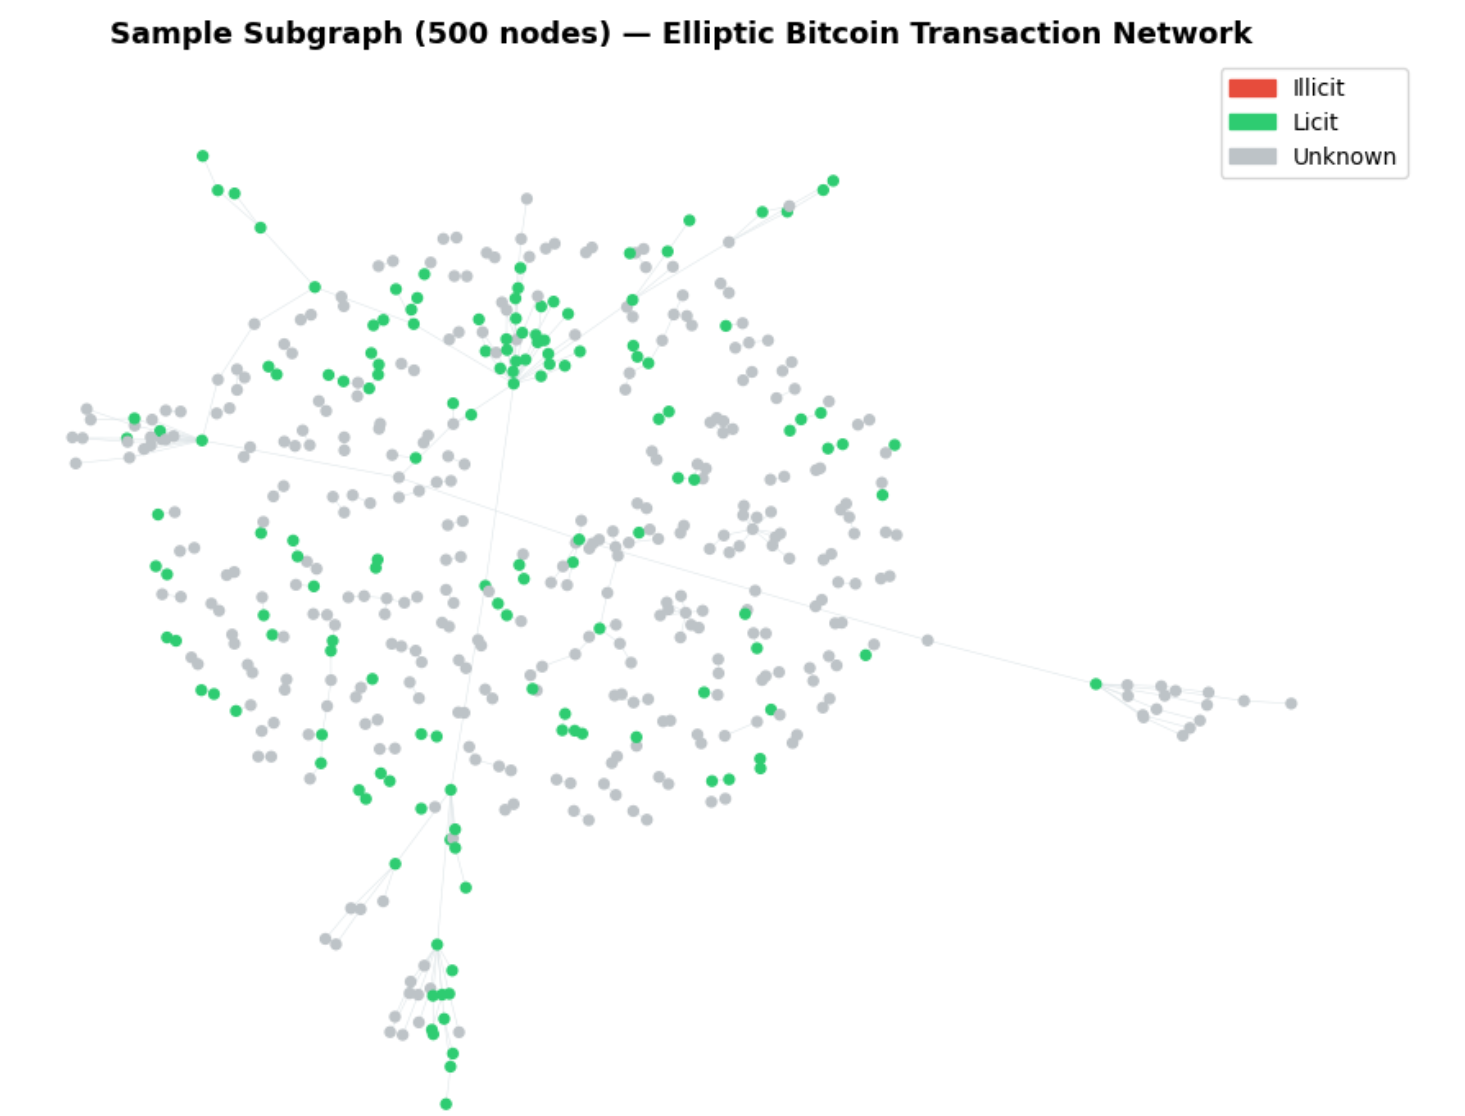 Sample Subgraph (500 nodes) — Elliptic Bitcoin Transaction Network
Illicit
Licit
Unknown